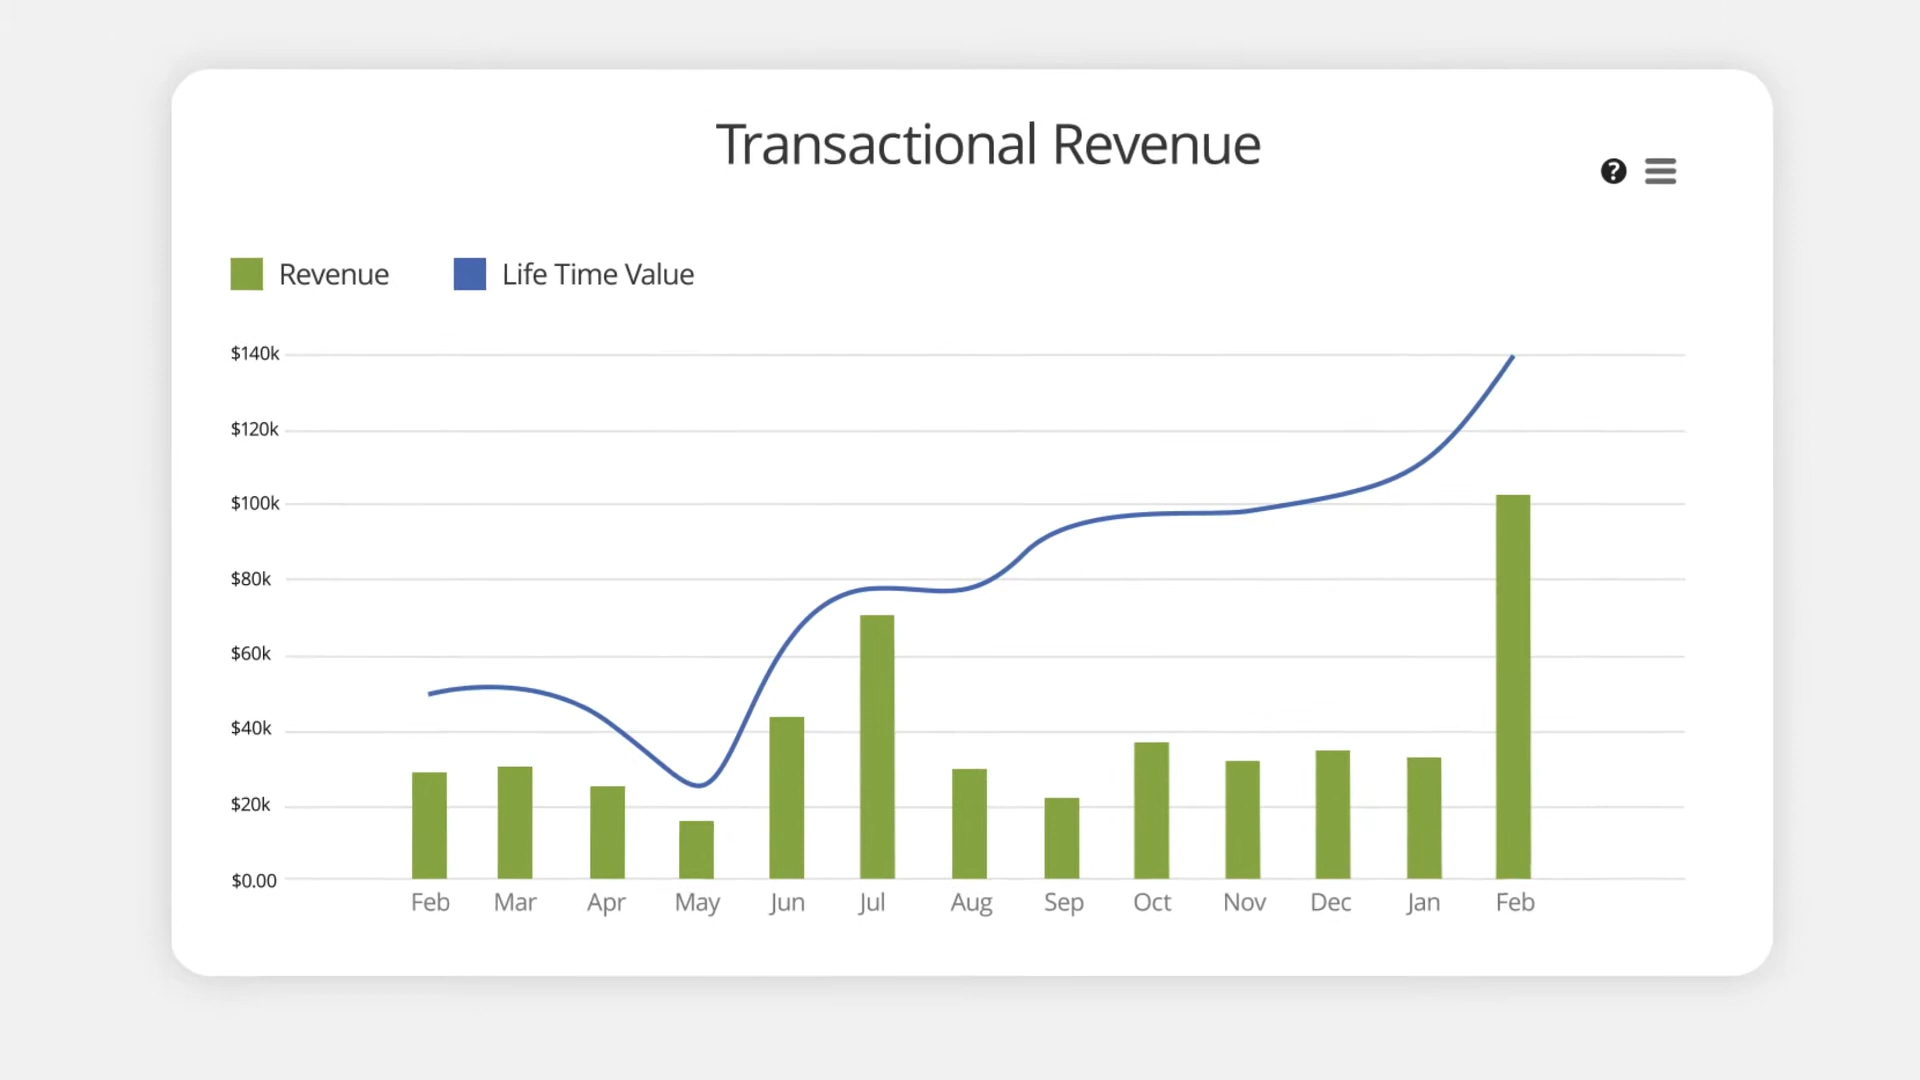 Transactional Revenue
?
Revenue Life Time Value
$140k
$120k
$100k
$80k
$60k
$40k
$20k
$0.00
Feb Mar Apr May Jun Jul Aug Sep Oct Nov Dec Jan Feb